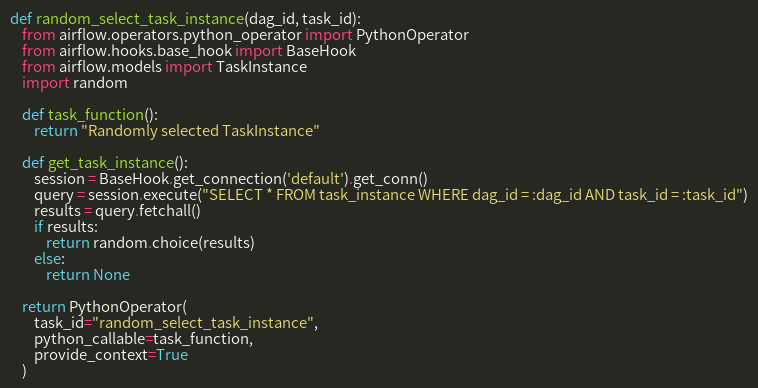 def random_select_task_instance(dag_id, task_id):
    from airflow.operators.python_operator import PythonOperator
    from airflow.hooks.base_hook import BaseHook
    from airflow.models import TaskInstance
    import random

    def task_function():
        return "Randomly selected TaskInstance"

    def get_task_instance():
        session = BaseHook.get_connection('default').get_conn()
        query = session.execute("SELECT * FROM task_instance WHERE dag_id = :dag_id AND task_id = :task_id")
        results = query.fetchall()
        if results:
            return random.choice(results)
        else:
            return None

    return PythonOperator(
        task_id="random_select_task_instance",
        python_callable=task_function,
        provide_context=True
    )